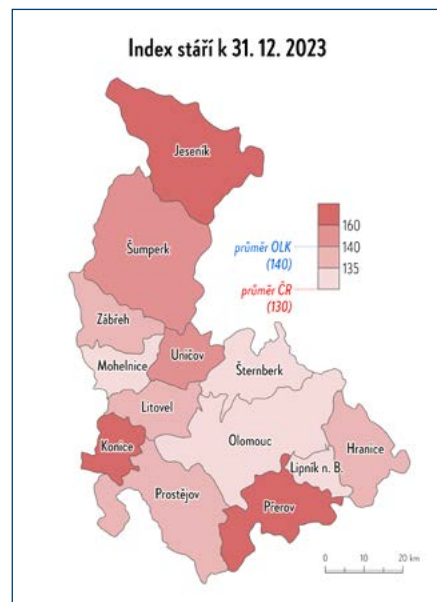 Index stáří k 31. 12. 2023
Jeseník
160
průměr OLK
(140)
140
135
průměr ČR
(130)
Šumperk
Zábřeh
Mohelnice
Uničov
Šternberk
Litovel
Konice
Olomouc
Hranice
Lipník n. B.
Prostějov
Přerov
0 10 20 km